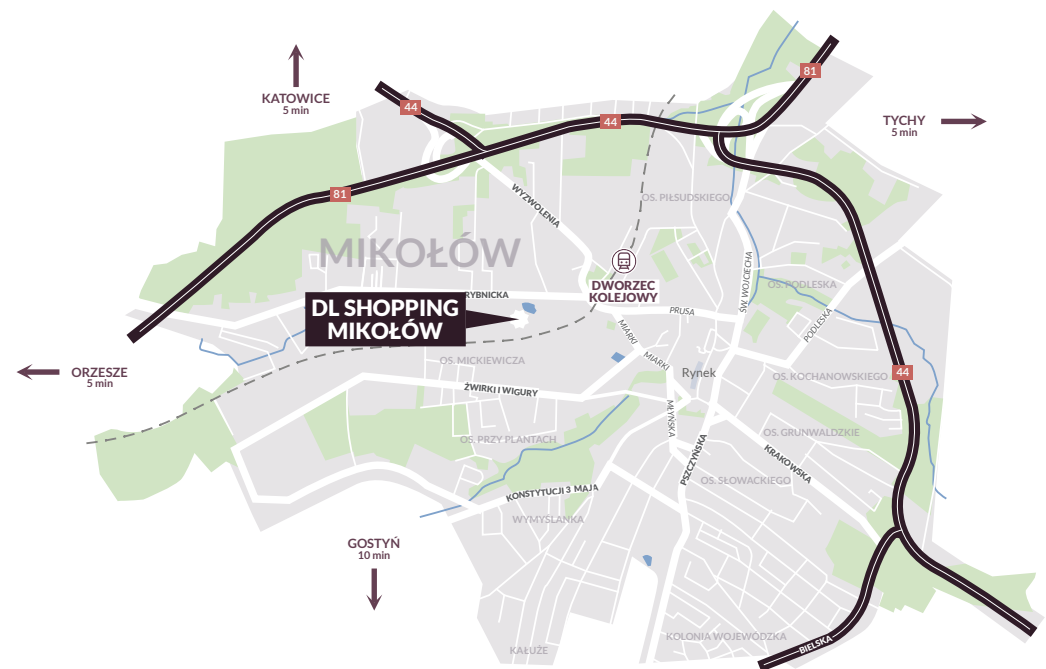 81
44
KATOWICE
5 min
44
44
TYCHY
5 min
81
WYZWOLENIA
OS. PIŁSUDSKIEGO
MIKOŁÓW
ŚW. WOJCIECHA
DWORZEC
KOLEJOWY
OS. PODLESKA
RYBNICKA
DL SHOPPING
MIKOŁÓW
PRUSA
PODLESKA
MIARKI
MIARKI
OS. MICKIEWICZA
ORZESZE
5 min
Rynek
OS. KOCHANOWSKIEGO
44
ŻWIRKI I WIGURY
MŁYŃSKA
OS. PRZY PLANTACH
OS. GRUNWALDZKIE
PSZCZYŃSKA
KRAKOWSKA
OS. SŁOWACKIEGO
KONSTYTUCJI 3 MAJA
WYMYŚLANKA
GOSTYŃ
10 min
KOLONIA WOJEWÓDZKA
BIELSKA
KAŁUŻE